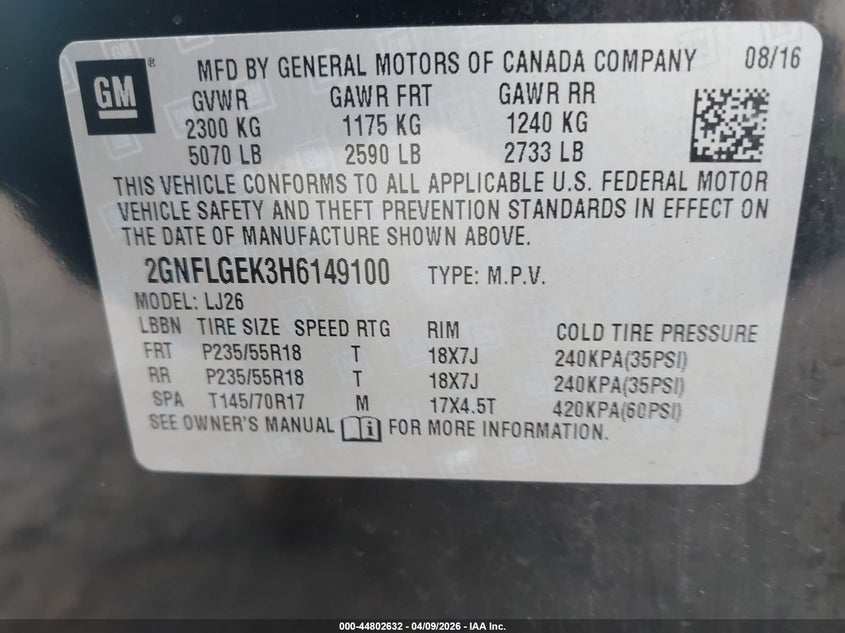 GM ® MFD BY GENERAL MOTORS OF CANADA COMPANY 08/16
GVWR GAWR FRT GAWR RR
2300 KG 1175 KG 1240 KG
5070 LB 2590 LB 2733 LB
THIS VEHICLE CONFORMS TO ALL APPLICABLE U.S. FEDERAL MOTOR
VEHICLE SAFETY AND THEFT PREVENTION STANDARDS IN EFFECT ON
THE DATE OF MANUFACTURE SHOWN ABOVE.
2GNFLGEK3H6149100 TYPE: M.P.V.
MODEL: LJ26
LBBN TIRE SIZE SPEED RTG RIM COLD TIRE PRESSURE
FRT P235/55R18 T 18X7J 240KPA(35PSI)
RR P235/55R18 T 18X7J 240KPA(35PSI)
SPA T145/70R17 M 17X4.5T 420KPA(60PSI)
SEE OWNER'S MANUAL i FOR MORE INFORMATION.
000-44802632 - 04/09/2026 - IAA Inc.